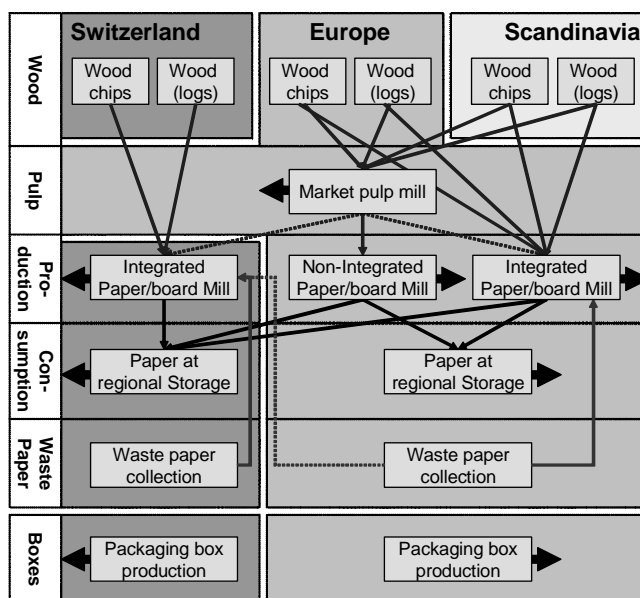 Switzerland
Europe
Scandinavia
Wood
Wood
chips
Wood
(logs)
Wood
chips
Wood
(logs)
Wood
chips
Wood
(logs)
Pulp
Market pulp mill
Pro-
duction
Integrated
Paper/board Mill
Non-Integrated
Paper/board Mill
Integrated
Paper/board Mill
Con-
sumption
Paper at
regional Storage
Paper at
regional Storage
Waste
Paper
Waste paper
collection
Waste paper
collection
Boxes
Packaging box
production
Packaging box
production